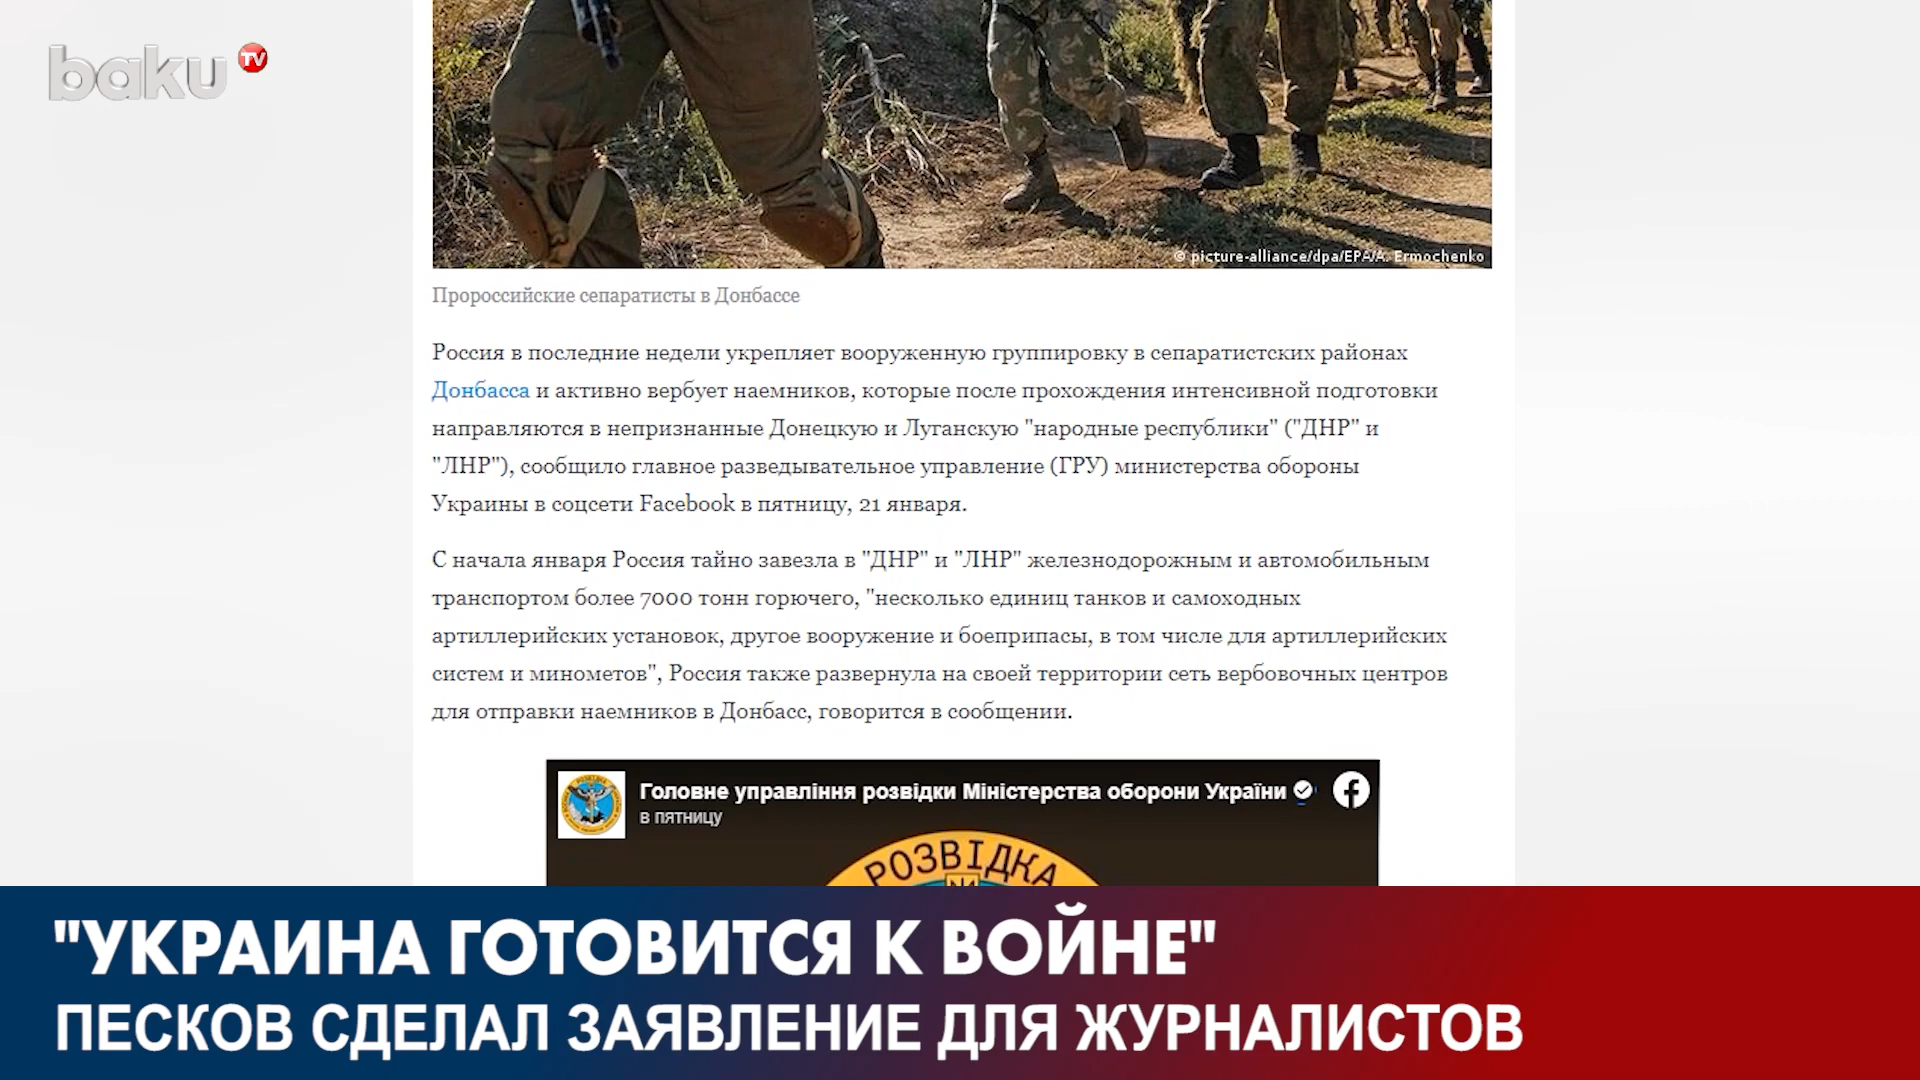 baku TV
© picture-alliance/dpa/EPA/A. Ermochenko
Пророссийские сепаратисты в Донбассе
Россия в последние недели укрепляет вооруженную группировку в сепаратистских районах
Донбасса и активно вербует наемников, которые после прохождения интенсивной подготовки
направляются в непризнанные Донецкую и Луганскую "народные республики" ("ДНР" и
"ЛНР"), сообщило главное разведывательное управление (ГРУ) министерства обороны
Украины в соцсети Facebook в пятницу, 21 января.
С начала января Россия тайно завезла в "ДНР" и "ЛНР" железнодорожным и автомобильным
транспортом более 7000 тонн горючего, "несколько единиц танков и самоходных
артиллерийских установок, другое вооружение и боеприпасы, в том числе для артиллерийских
систем и минометов", Россия также развернула на своей территории сеть вербовочных центров
для отправки наемников в Донбасс, говорится в сообщении.
Головне управління розвідки Міністерства оборони України
в пятницу
РОЗВІДКА
"УКРАИНА ГОТОВИТСЯ К ВОЙНЕ"
ПЕСКОВ СДЕЛАЛ ЗАЯВЛЕНИЕ ДЛЯ ЖУРНАЛИСТОВ